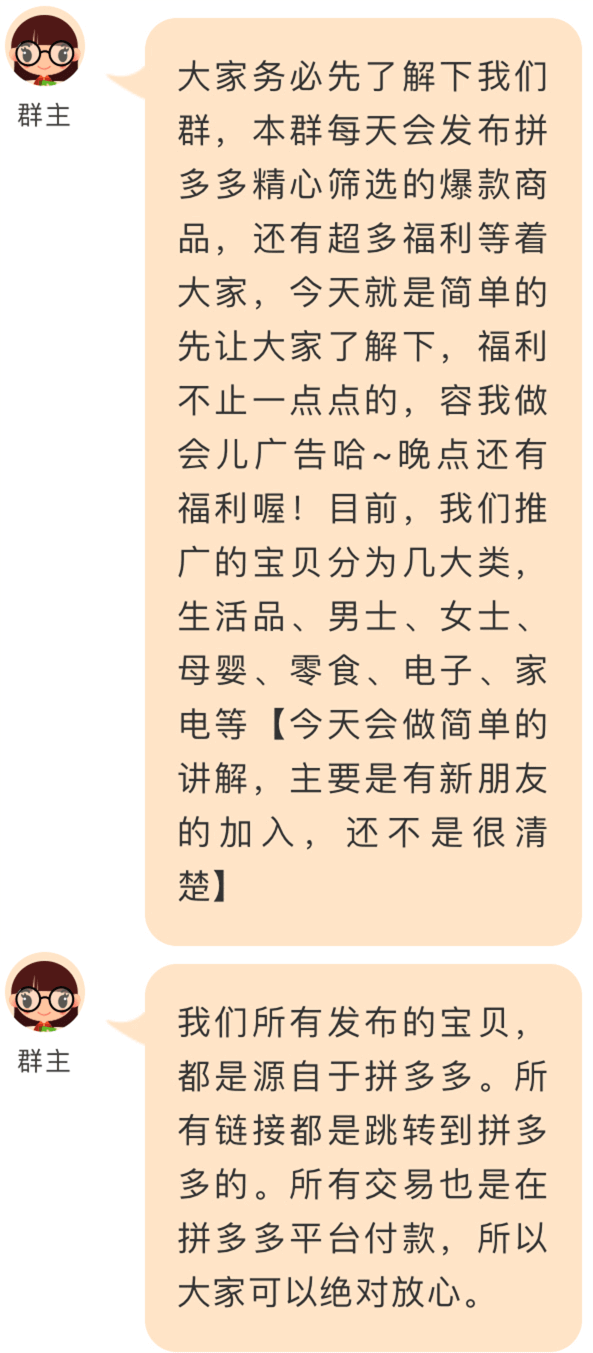 大家务必先了解下我们
群，本群每天会发布拼
多多精心筛选的爆款商
品，还有超多福利等着
大家，今天就是简单的
先让大家了解下，福利
不止一点点的，容我做
会儿广告哈~晚点还有
福利喔！目前，我们推
广的宝贝分为几大类，
生活品、男士、女士、
母婴、零食、电子、家
电等【今天会做简单的
讲解，主要是有新朋友
的加入，还不是很清
楚】
群主
我们所有发布的宝贝，
都是源自于拼多多。所
有链接都是跳转到拼多
多的。所有交易也是在
拼多多平台付款，所以
大家可以绝对放心。
群主